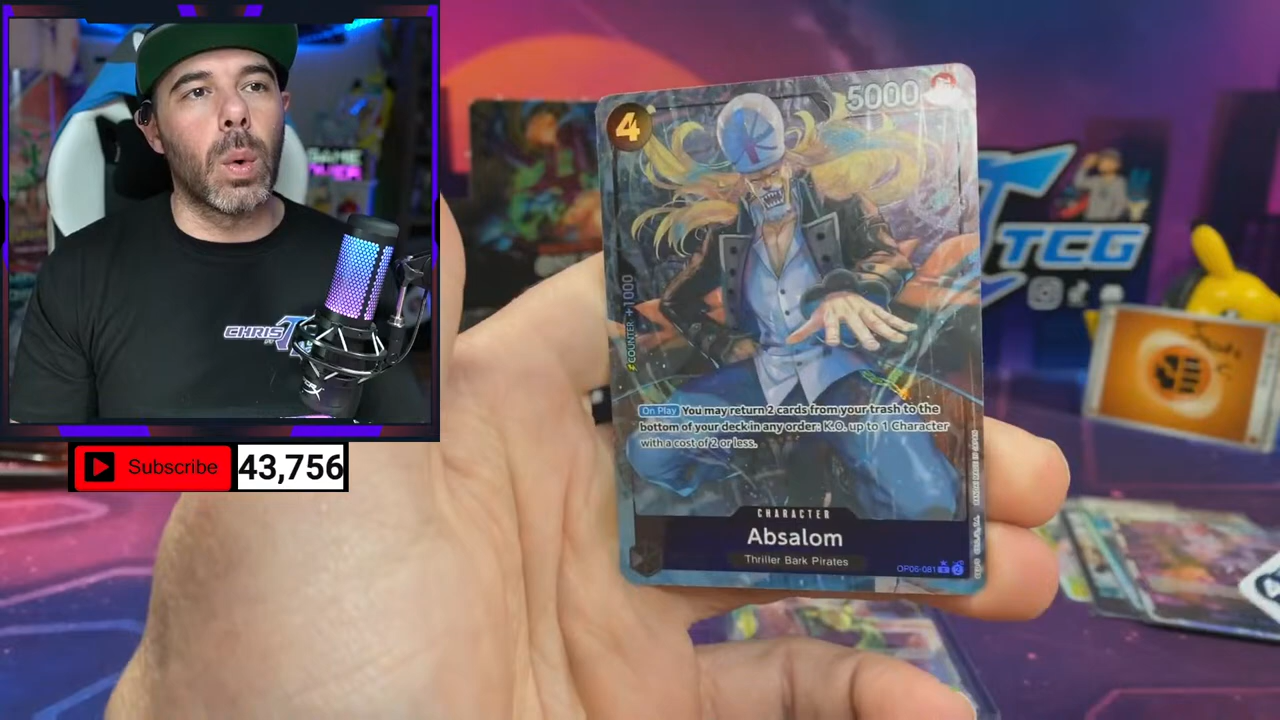 4
5000
COUNTER +1000
On Play You may return 2 cards from your trash to the
bottom of your deck in any order: K.O. up to 1 Character
with a cost of 2 or less.
CHARACTER
Absalom
Thriller Bark Pirates
OP06-081
TCG
CHRIS
Subscribe 43,756